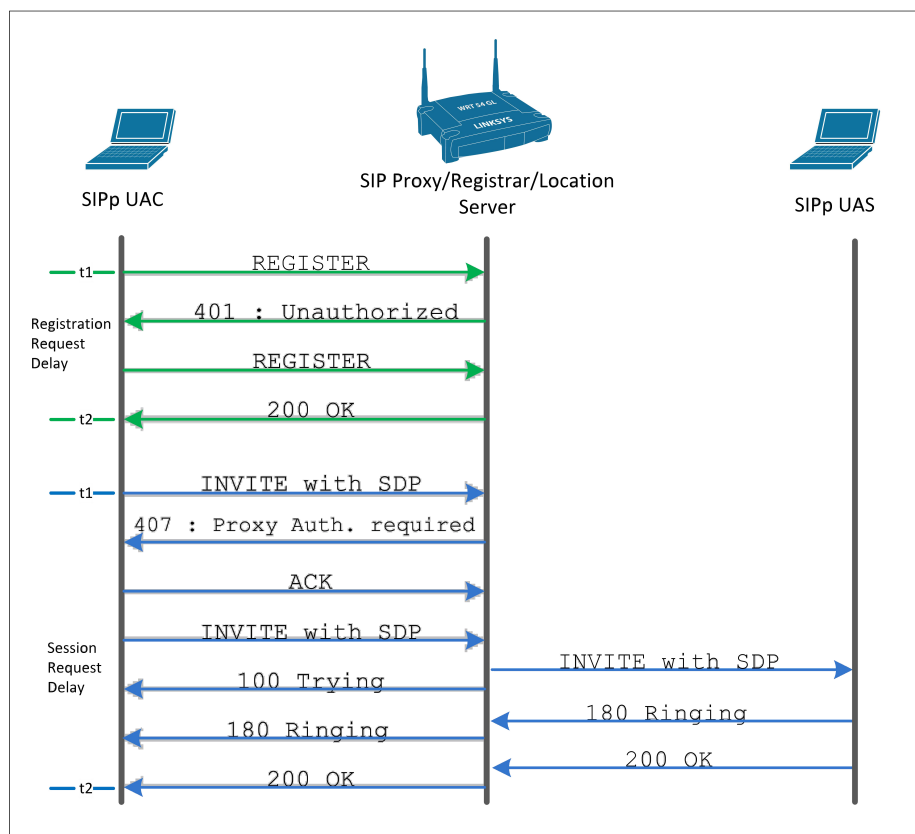 WRT 54 GL
LINKSYS
SIPp UAC
SIP Proxy/Registrar/Location
Server
SIPp UAS
t1
REGISTER
401 : Unauthorized
Registration
Request
Delay
REGISTER
t2
200 OK
t1
INVITE with SDP
407 : Proxy Auth. required
ACK
INVITE with SDP
Session
Request
Delay
INVITE with SDP
100 Trying
180 Ringing
180 Ringing
200 OK
t2
200 OK